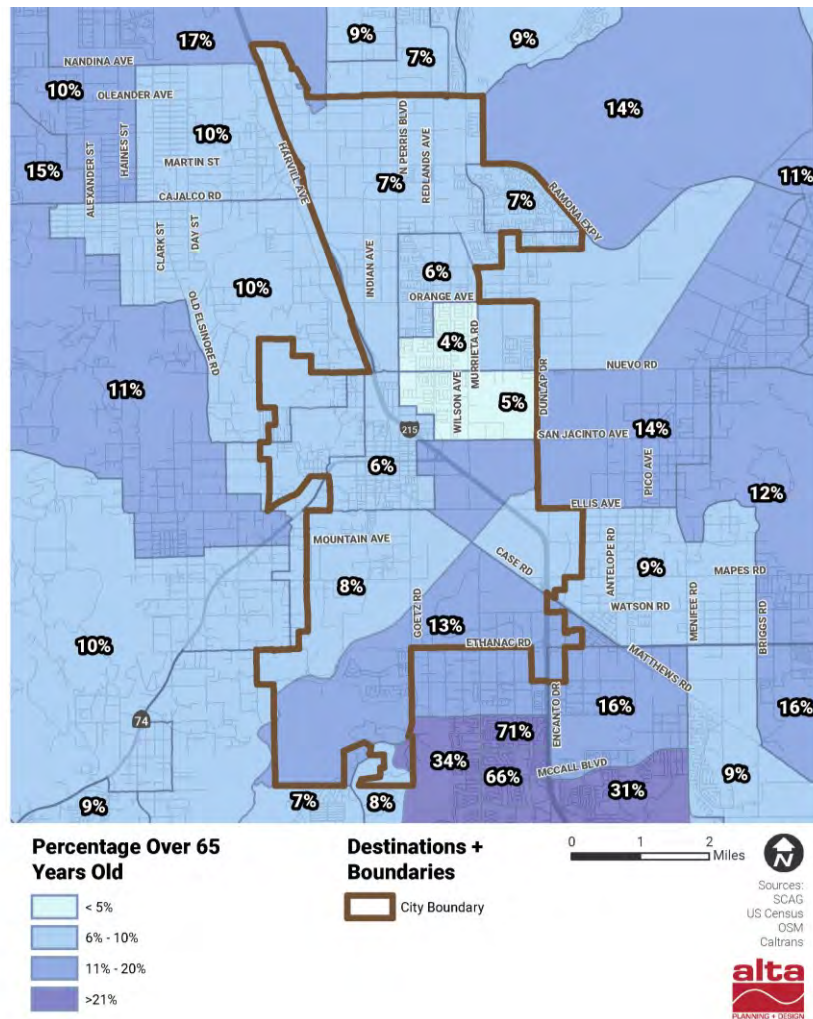 17%
9%
7%
9%
NANDINA AVE
10%
OLEANDER AVE
14%
ALEXANDER ST
HAINES ST
10%
HARVILL AVE
N PERRIS BLVD
REDLANDS AVE
15%
MARTIN ST
7%
11%
CAJALCO RD
7%
RAMONA EXPY
CLARK ST
DAY ST
INDIAN AVE
6%
10%
OLD ELSINORE RD
ORANGE AVE
4%
MURRIETA RD
11%
NUEVO RD
WILSON AVE
5%
DUNLAP DR
215
SAN JACINTO AVE
14%
PICO AVE
6%
12%
ELLIS AVE
MOUNTAIN AVE
CASE RD
ANTELOPE RD
9%
MAPES RD
8%
GOETZ RD
WATSON RD
MENIFEE RD
BRIGGS RD
13%
10%
ETHANAC RD
MATTHEWS RD
74
ENCANTO DR
16%
16%
71%
34%
66%
MCCALL BLVD
31%
9%
9%
7%
8%
Percentage Over 65
Years Old
< 5%
6% - 10%
11% - 20%
>21%
Destinations +
Boundaries
City Boundary
0 1 2
Miles
N
Sources:
SCAG
US Census
OSM
Caltrans
alta
PLANNING + DESIGN